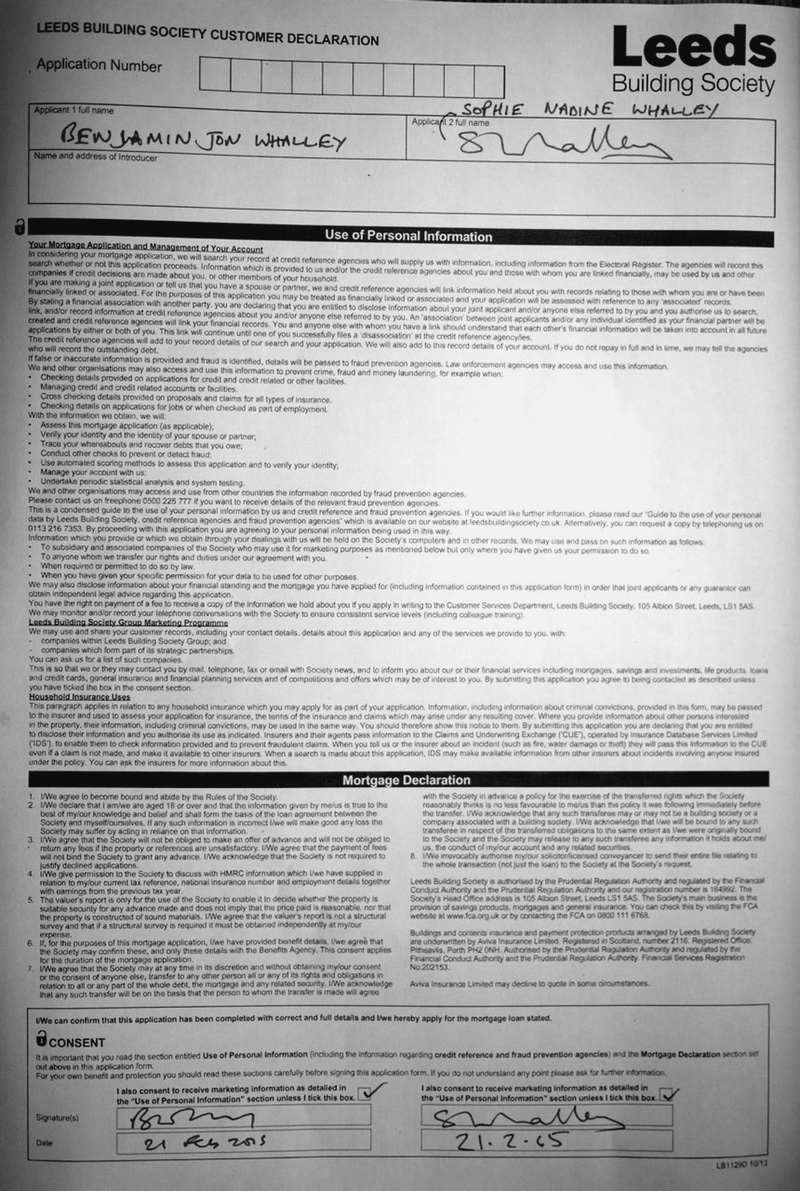 LEEDS BUILDING SOCIETY CUSTOMER DECLARATION
Leeds
Building Society
Application Number
Applicant 1 full name
BENJAMIN JON WHALLEY
SOPHIE NADINE WHALLEY
Applicant 2 full name
Name and address of Introducer
Use of Personal Information
Your Mortgage Application and Management of Your Account
In considering your mortgage application, we will search your record at credit reference agencies who will supply us with information, including information from the Electoral Register. The agencies will record this
search whether or not this application proceeds. Information which is provided to us and/or the credit reference agencies about you and those with whom you are linked financially, may be used by us and other
companies if credit decisions are made about you, or other members of your household.
If you are making a joint application or tell us that you have a spouse or partner, we and credit reference agencies will link information held about you with records relating to those with whom you are or have been
financially linked or associated. For the purposes of this application you may be treated as financially linked or associated and your application will be assessed with reference to any 'associated' records.
By stating a financial association with another party, you are declaring that you are entitled to disclose information about your joint applicant and/or anyone else referred to by you and you authorise us to search,
link, and/or record information at credit reference agencies about you and/or anyone else referred to by you. An 'association' between joint applicants and/or any individual identified as your financial partner will be
created and credit reference agencies will link your financial records. You and anyone else with whom you have a link should understand that each other's financial information will be taken into account in all future
applications by either or both of you. This link will continue until one of you successfully files a 'disassociation' at the credit reference agency/ies.
The credit reference agencies will add to your record details of our search and your application. We will also add to this record details of your account. If you do not repay in full and in time, we may tell the agencies
who will record the outstanding debt.
If false or inaccurate information is provided and fraud is identified, details will be passed to fraud prevention agencies. Law enforcement agencies may access and use this information.
We and other organisations may also access and use this information to prevent crime, fraud and money laundering, for example when:
• Checking details provided on applications for credit and credit related or other facilities.
• Managing credit and credit related accounts or facilities.
• Cross checking details provided on proposals and claims for all types of insurance.
• Checking details on applications for jobs or when checked as part of employment.
With the information we obtain, we will:
• Assess this mortgage application (as applicable);
• Verify your identity and the identity of your spouse or partner;
• Trace your whereabouts and recover debts that you owe;
• Conduct other checks to prevent or detect fraud;
• Use automated scoring methods to assess this application and to verify your identity;
• Manage your account with us;
• Undertake periodic statistical analysis and system testing.
We and other organisations may access and use from other countries the information recorded by fraud prevention agencies.
Please contact us on freephone 0500 225 777 if you want to receive details of the relevant fraud prevention agencies.
This is a condensed guide to the use of your personal information by us and credit reference and fraud prevention agencies. If you would like further information, please read our "Guide to the use of your personal
data by Leeds Building Society, credit reference agencies and fraud prevention agencies" which is available on our website at leedsbuildingsociety.co.uk. Alternatively, you can request a copy by telephoning us on
0113 216 7353. By proceeding with this application you are agreeing to your personal information being used in this way.
Information which you provide or which we obtain through your dealings with us will be held on the Society's computers and in other records. We may use and pass on such information as follows:
• To subsidiary and associated companies of the Society who may use it for marketing purposes as mentioned below but only where you have given us your permission to do so.
• To anyone whom we transfer our rights and duties under our agreement with you.
• When required or permitted to do so by law.
• When you have given your specific permission for your data to be used for other purposes.
We may also disclose information about your financial standing and the mortgage you have applied for (including information contained in this application form) in order that joint applicants or any guarantor can
obtain independent legal advice regarding this application.
You have the right on payment of a fee to receive a copy of the information we hold about you if you apply in writing to the Customer Services Department, Leeds Building Society, 105 Albion Street, Leeds, LS1 5AS.
We may monitor and/or record your telephone conversations with the Society to ensure consistent service levels (including colleague training).
Leeds Building Society Group Marketing Programme
We may use and share your customer records, including your contact details, details about this application and any of the services we provide to you, with:
- companies within Leeds Building Society Group; and
- companies which form part of its strategic partnerships.
You can ask us for a list of such companies.
This is so that we or they may contact you by mail, telephone, fax or email with Society news, and to inform you about our or their financial services including mortgages, savings and investments, life products, loans
and credit cards, general insurance and financial planning services and of competitions and offers which may be of interest to you. By submitting this application you agree to being contacted as described unless
you have ticked the box in the consent section.
Household Insurance Uses
This paragraph applies in relation to any household insurance which you may apply for as part of your application. Information, including information about criminal convictions, provided in this form, may be passed
to the insurer and used to assess your application for insurance, the terms of the insurance and claims which may arise under any resulting cover. Where you provide information about other persons interested
in the property, their information, including criminal convictions, may be used in the same way. You should therefore show this notice to them. By submitting this application you are declaring that you are entitled
to disclose their information and you authorise its use as indicated. Insurers and their agents pass information to the Claims and Underwriting Exchange ('CUE'), operated by Insurance Database Services Limited
('IDS'), to enable them to check information provided and to prevent fraudulent claims. When you tell us or the insurer about an incident (such as fire, water damage or theft) they will pass this information to the CUE
even if a claim is not made, and make it available to other insurers. When a search is made about this application, IDS may make available information from other insurers about incidents involving anyone insured
under the policy. You can ask the insurers for more information about this.
Mortgage Declaration
1. I/We agree to become bound and abide by the Rules of the Society.
2. I/We declare that I am/we are aged 18 or over and that the information given by me/us is true to the
best of my/our knowledge and belief and shall form the basis of the loan agreement between the
Society and myself/ourselves. If any such information is incorrect I/we will make good any loss the
Society may suffer by acting in reliance on that information.
3. I/We agree that the Society will not be obliged to make an offer of advance and will not be obliged to
return any fees if the property or references are unsatisfactory. I/We agree that the payment of fees
will not bind the Society to grant any advance. I/We acknowledge that the Society is not required to
justify declined applications.
4. I/We give permission to the Society to discuss with HMRC information which I/we have supplied in
relation to my/our current tax reference, national insurance number and employment details together
with earnings from the previous tax year.
5. The valuer's report is only for the use of the Society to enable it to decide whether the property is
suitable security for any advance made and does not imply that the price paid is reasonable, nor that
the property is constructed of sound materials. I/We agree that the valuer's report is not a structural
survey and that if a structural survey is required it must be obtained independently at my/our
expense.
6. If, for the purposes of this mortgage application, I/we have provided benefit details, I/we agree that
the Society may confirm these, and only these details with the Benefits Agency. This consent applies
for the duration of the mortgage application.
7. I/We agree that the Society may at any time in its discretion and without obtaining my/our consent
or the consent of anyone else, transfer to any other person all or any of its rights and obligations in
relation to all or any part of the whole debt, the mortgage and any related security. I/We acknowledge
that any such transfer will be on the basis that the person to whom the transfer is made will agree
with the Society in advance a policy for the exercise of the transferred rights which the Society
reasonably thinks is no less favourable to me/us than the policy it was following immediately before
the transfer. I/We acknowledge that any such transferee may or may not be a building society or a
company associated with a building society. I/We acknowledge that I/we will be bound to any such
transferee in respect of the transferred obligations to the same extent as I/we were originally bound
to the Society and the Society may release to any such transferee any information it holds about me/
us, the conduct of my/our account and any related securities.
8. I/We irrevocably authorise my/our solicitor/licensed conveyancer to send their entire file relating to
the whole transaction (not just the loan) to the Society at the Society's request.
Leeds Building Society is authorised by the Prudential Regulation Authority and regulated by the Financial
Conduct Authority and the Prudential Regulation Authority and our registration number is 164992. The
Society's Head Office address is 105 Albion Street, Leeds LS1 5AS. The Society's main business is the
provision of savings products, mortgages and general insurance. You can check this by visiting the FCA
website at www.fca.org.uk or by contacting the FCA on 0800 111 6768.
Buildings and contents insurance and payment protection products arranged by Leeds Building Society
are underwritten by Aviva Insurance Limited. Registered in Scotland, number 2116. Registered Office:
Pitheavlis, Perth PH2 0NH. Authorised by the Prudential Regulation Authority and regulated by the
Financial Conduct Authority and the Prudential Regulation Authority. Financial Services Registration
No.202153.
Aviva Insurance Limited may decline to quote in some circumstances.
I/We can confirm that this application has been completed with correct and full details and I/we hereby apply for the mortgage loan stated.
CONSENT
It is important that you read the section entitled Use of Personal Information (including the information regarding credit reference and fraud prevention agencies) and the Mortgage Declaration section set
out above in this application form.
For your own benefit and protection you should read these sections carefully before signing this application form. If you do not understand any point please ask for further information.
I also consent to receive marketing information as detailed in
the "Use of Personal Information" section unless I tick this box.
I also consent to receive marketing information as detailed in
the "Use of Personal Information" section unless I tick this box.
Signature(s)
Date
21 Feb 2015
21.2.15
LB1129D 10/13